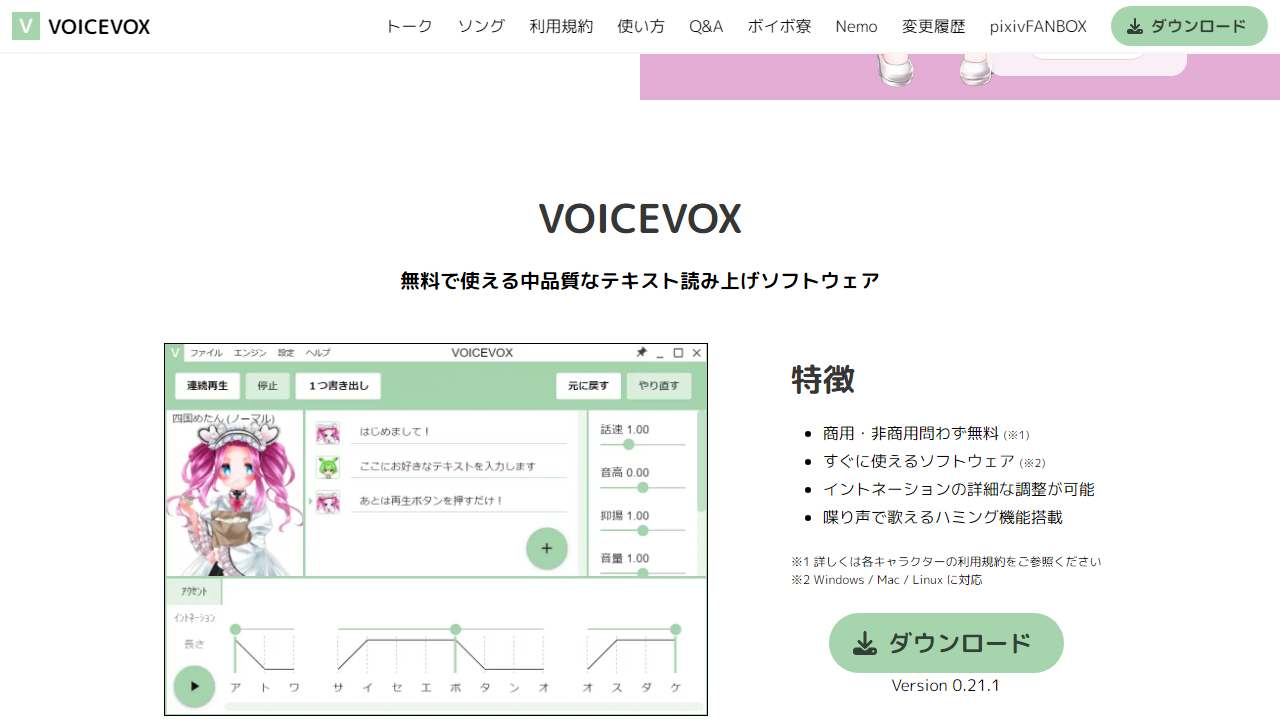 V VOICEVOX
トーク ソング 利用規約 使い方 Q&A ボイボ寮 Nemo 変更履歴 pixivFANBOX ダウンロード
VOICEVOX
無料で使える中品質なテキスト読み上げソフトウェア
V ファイル エンジン 設定 ヘルプ VOICEVOX
連続再生 停止 1つ書き出し 元に戻す やり直す
四国めたん (ノーマル)
はじめまして！
ここにお好きなテキストを入力します
あとは再生ボタンを押すだけ！
話速 1.00
音高 0.00
抑揚 1.00
音量 1.00
アクセント
イントネーション
長さ
ア ト ワ サ イ セ エ ボ タ ン オ オ ス ダ ケ
特徴
商用・非商用問わず無料 (※1)
すぐに使えるソフトウェア (※2)
イントネーションの詳細な調整が可能
喋り声で歌えるハミング機能搭載
※1 詳しくは各キャラクターの利用規約をご参照ください
※2 Windows / Mac / Linux に対応
ダウンロード
Version 0.21.1